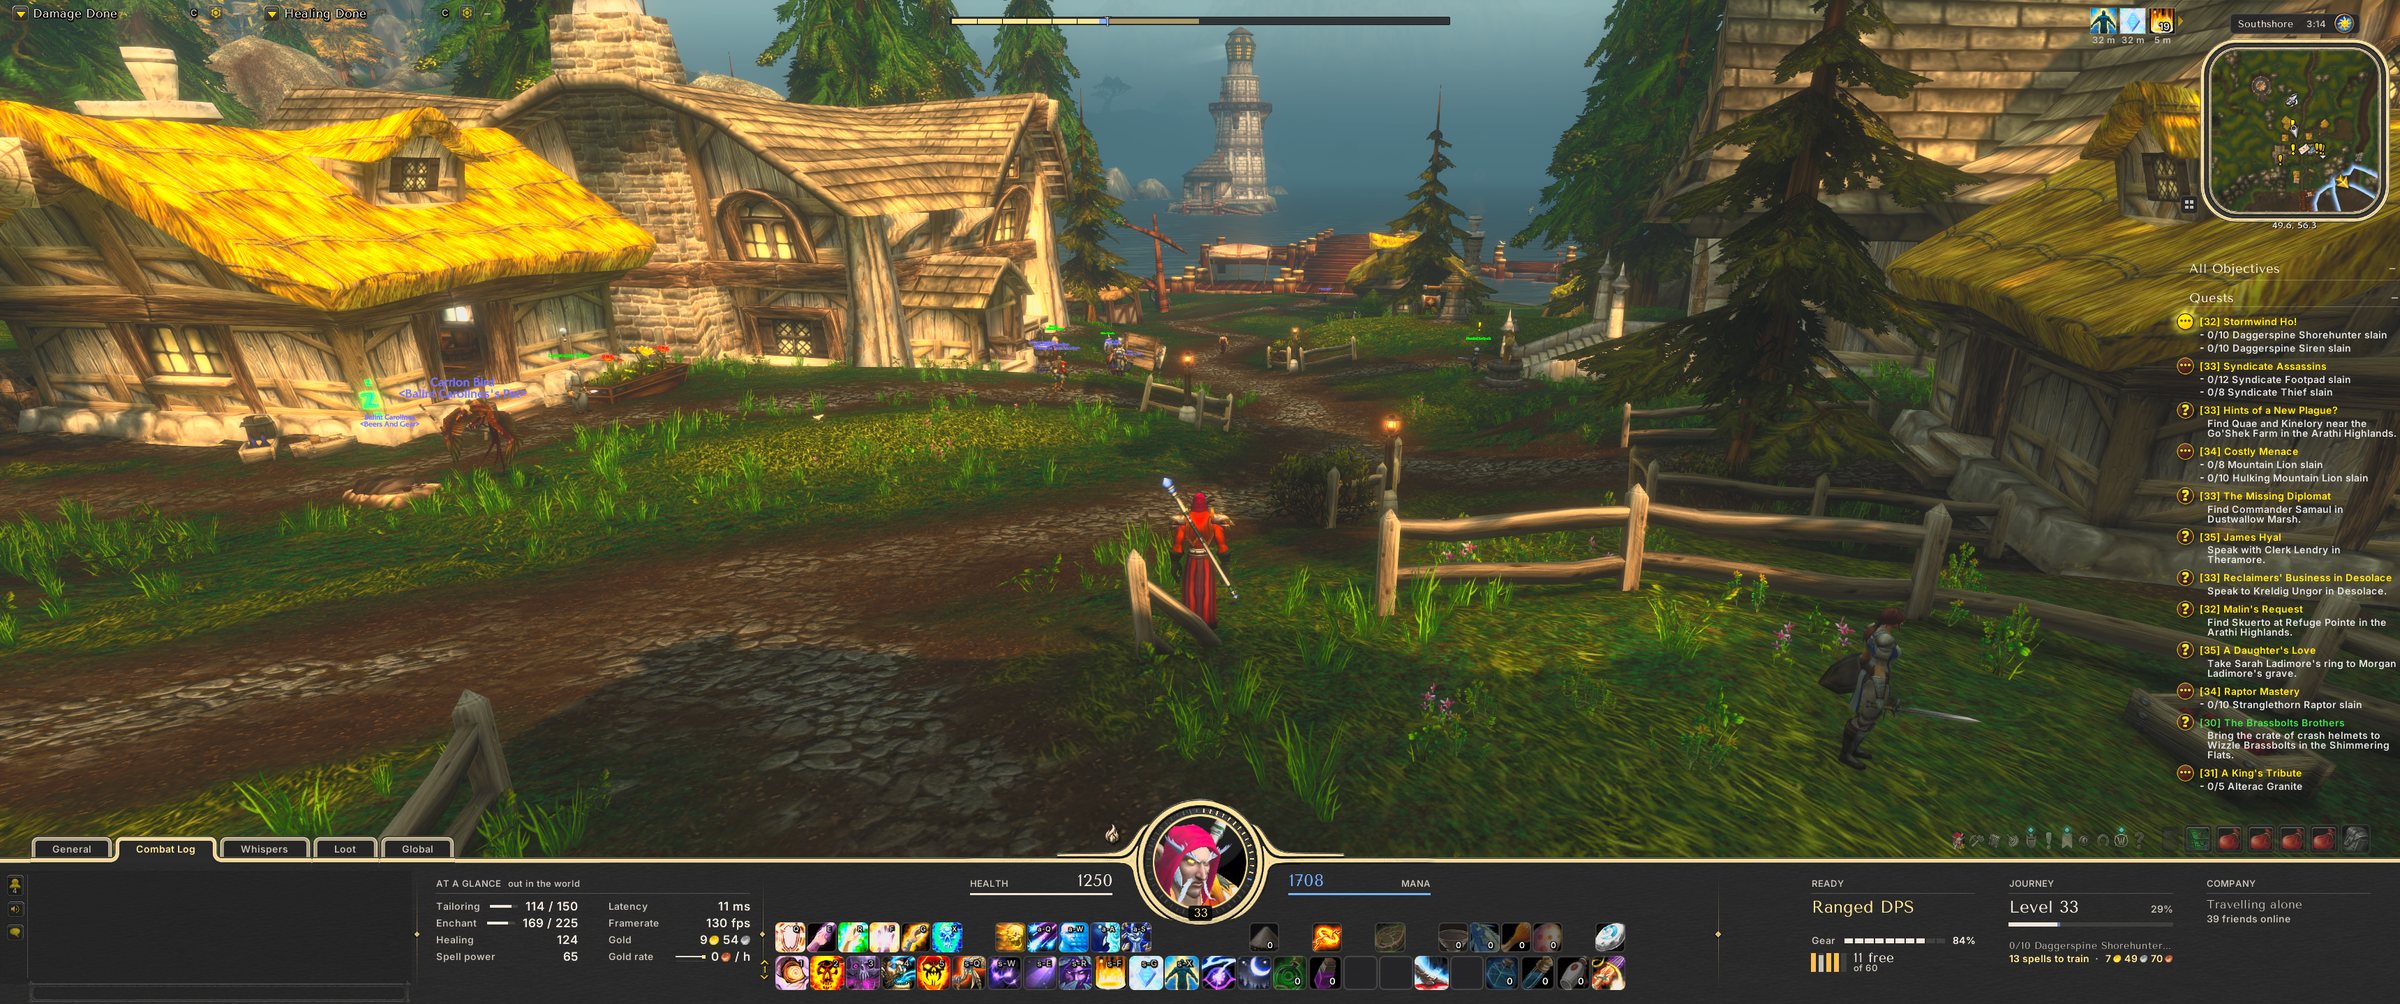 Damage Done
Healing Done
32 m 32 m 5 m
19
Southshore 3:14
49.6, 56.3
All Objectives
Quests
[32] Stormwind Ho!
- 0/10 Daggerspine Shorehunter slain
- 0/10 Daggerspine Siren slain
[33] Syndicate Assassins
- 0/12 Syndicate Footpad slain
- 0/8 Syndicate Thief slain
[33] Hints of a New Plague?
Find Quae and Kinelory near the
Go'Shek Farm in the Arathi Highlands.
[34] Costly Menace
- 0/8 Mountain Lion slain
- 0/10 Hulking Mountain Lion slain
[33] The Missing Diplomat
Find Commander Samaul in
Dustwallow Marsh.
[35] James Hyal
Speak with Clerk Lendry in
Theramore.
[33] Reclaimers' Business in Desolace
Speak to Kreldig Ungor in Desolace.
[32] Malin's Request
Find Skuerto at Refuge Pointe in the
Arathi Highlands.
[35] A Daughter's Love
Take Sarah Ladimore's ring to Morgan
Ladimore's grave.
[34] Raptor Mastery
- 0/10 Stranglethorn Raptor slain
[30] The Brassbolts Brothers
Bring the crate of crash helmets to
Wizzle Brassbolts in the Shimmering
Flats.
[31] A King's Tribute
- 0/5 Alterac Granite
Carrion Bird
<Balint Carolines's Pet>
Balint Carolines
<Beers And Gear>
General
Combat Log
Whispers
Loot
Global
AT A GLANCE out in the world
Tailoring 114 / 150
Enchant 169 / 225
Healing 124
Spell power 65
Latency 11 ms
Framerate 130 fps
Gold 9 54
Gold rate 0 / h
HEALTH 1250
33
1708 MANA
READY
Ranged DPS
Gear 84%
11 free
of 60
JOURNEY
Level 33 29%
0/10 Daggerspine Shorehunter...
13 spells to train · 7 49 70
COMPANY
Travelling alone
39 friends online